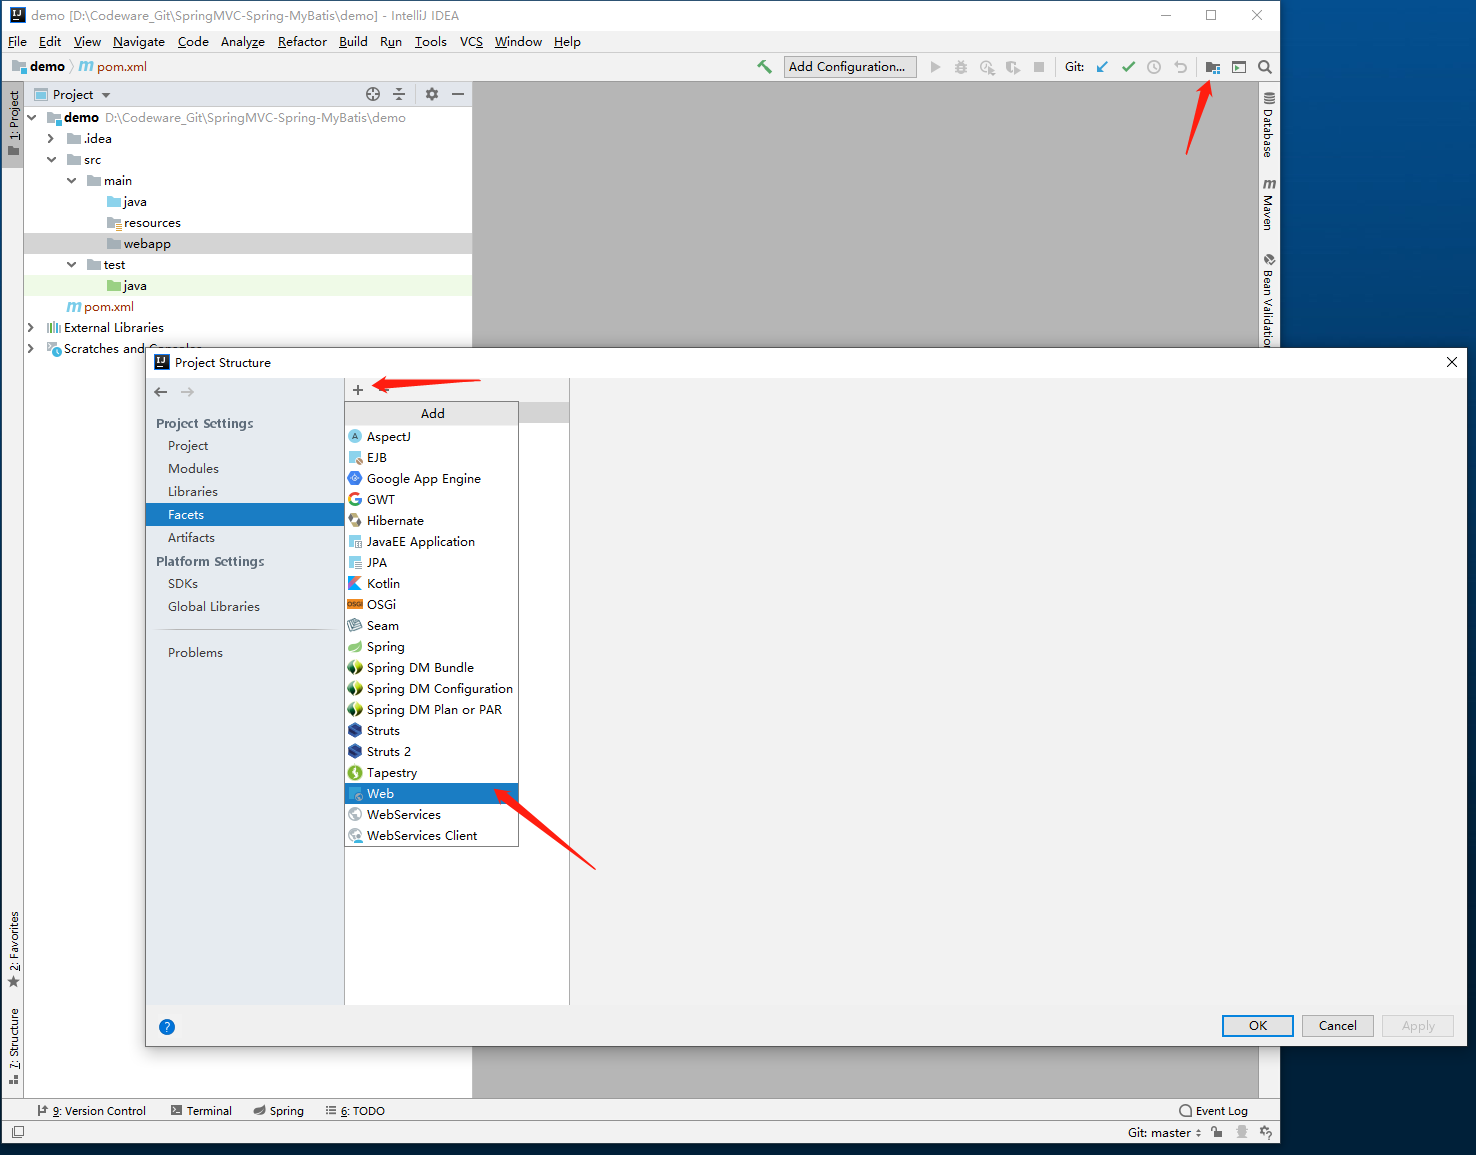 demo [D:\Codeware_Git\SpringMVC-Spring-MyBatis\demo] - IntelliJ IDEA
File Edit View Navigate Code Analyze Refactor Build Run Tools VCS Window Help
demo pom.xml Add Configuration... Git:
1: Project
Project
demo D:\Codeware_Git\SpringMVC-Spring-MyBatis\demo
.idea
src
main
java
resources
webapp
test
java
pom.xml
External Libraries
Scratches and
Database
Maven
Bean Validation
Project Structure
Project Settings
Project
Modules
Libraries
Facets
Artifacts
Platform Settings
SDKs
Global Libraries
Problems
Add
AspectJ
EJB
Google App Engine
GWT
Hibernate
JavaEE Application
JPA
Kotlin
OSGi
Seam
Spring
Spring DM Bundle
Spring DM Configuration
Spring DM Plan or PAR
Struts
Struts 2
Tapestry
Web
WebServices
WebServices Client
OK Cancel Apply
2: Favorites
7: Structure
9: Version Control Terminal Spring 6: TODO Event Log
Git: master